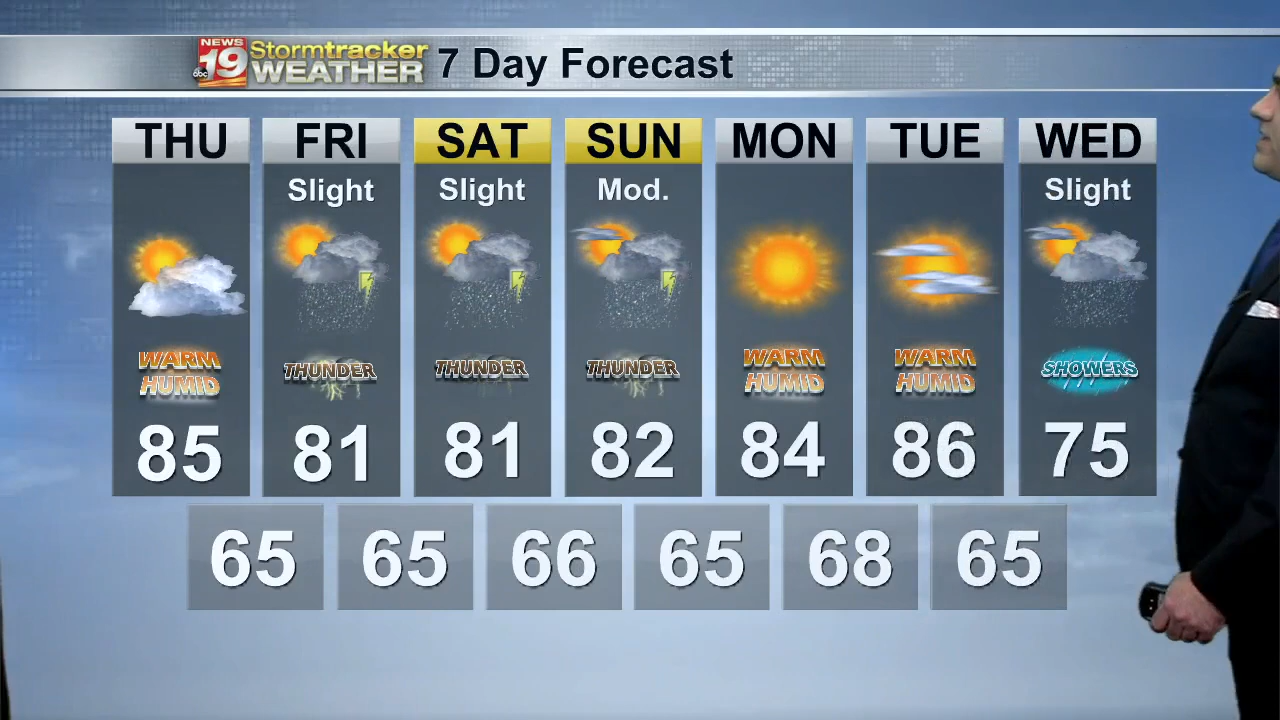 NEWS
abc 19
Stormtracker
WEATHER
7 Day Forecast
THU FRI SAT SUN MON TUE WED
Slight Slight Mod. Slight
WARM HUMID THUNDER THUNDER THUNDER WARM HUMID WARM HUMID SHOWERS
85 81 81 82 84 86 75
65 65 66 65 68 65